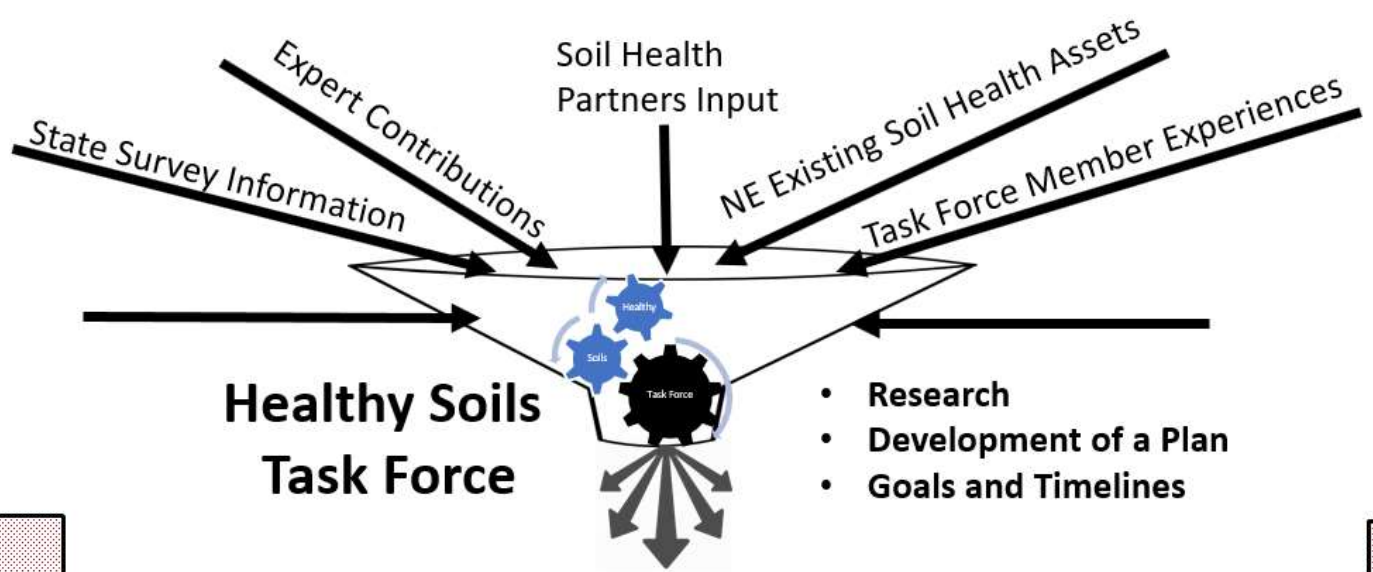 Soil Health
Partners Input
Expert Contributions
State Survey Information
NE Existing Soil Health Assets
Task Force Member Experiences
Healthy
Soils
Task Force
Healthy Soils
Task Force
• Research
• Development of a Plan
• Goals and Timelines